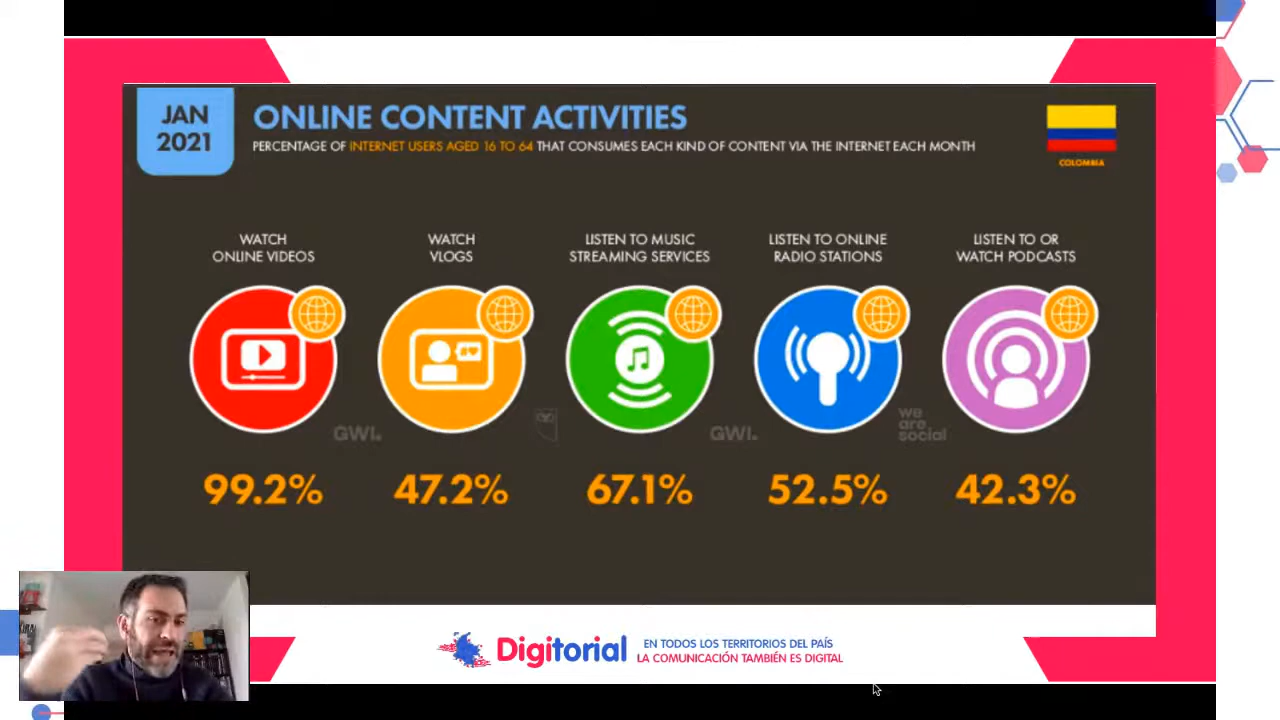 JAN
2021
ONLINE CONTENT ACTIVITIES
PERCENTAGE OF INTERNET USERS AGED 16 TO 64 THAT CONSUMES EACH KIND OF CONTENT VIA THE INTERNET EACH MONTH
COLOMBIA
WATCH
ONLINE VIDEOS
WATCH
VLOGS
LISTEN TO MUSIC
STREAMING SERVICES
LISTEN TO ONLINE
RADIO STATIONS
LISTEN TO OR
WATCH PODCASTS
GWI.
GWI.
we
are.
social
99.2%
47.2%
67.1%
52.5%
42.3%
Digitorial
EN TODOS LOS TERRITORIOS DEL PAÍS
LA COMUNICACIÓN TAMBIÉN ES DIGITAL